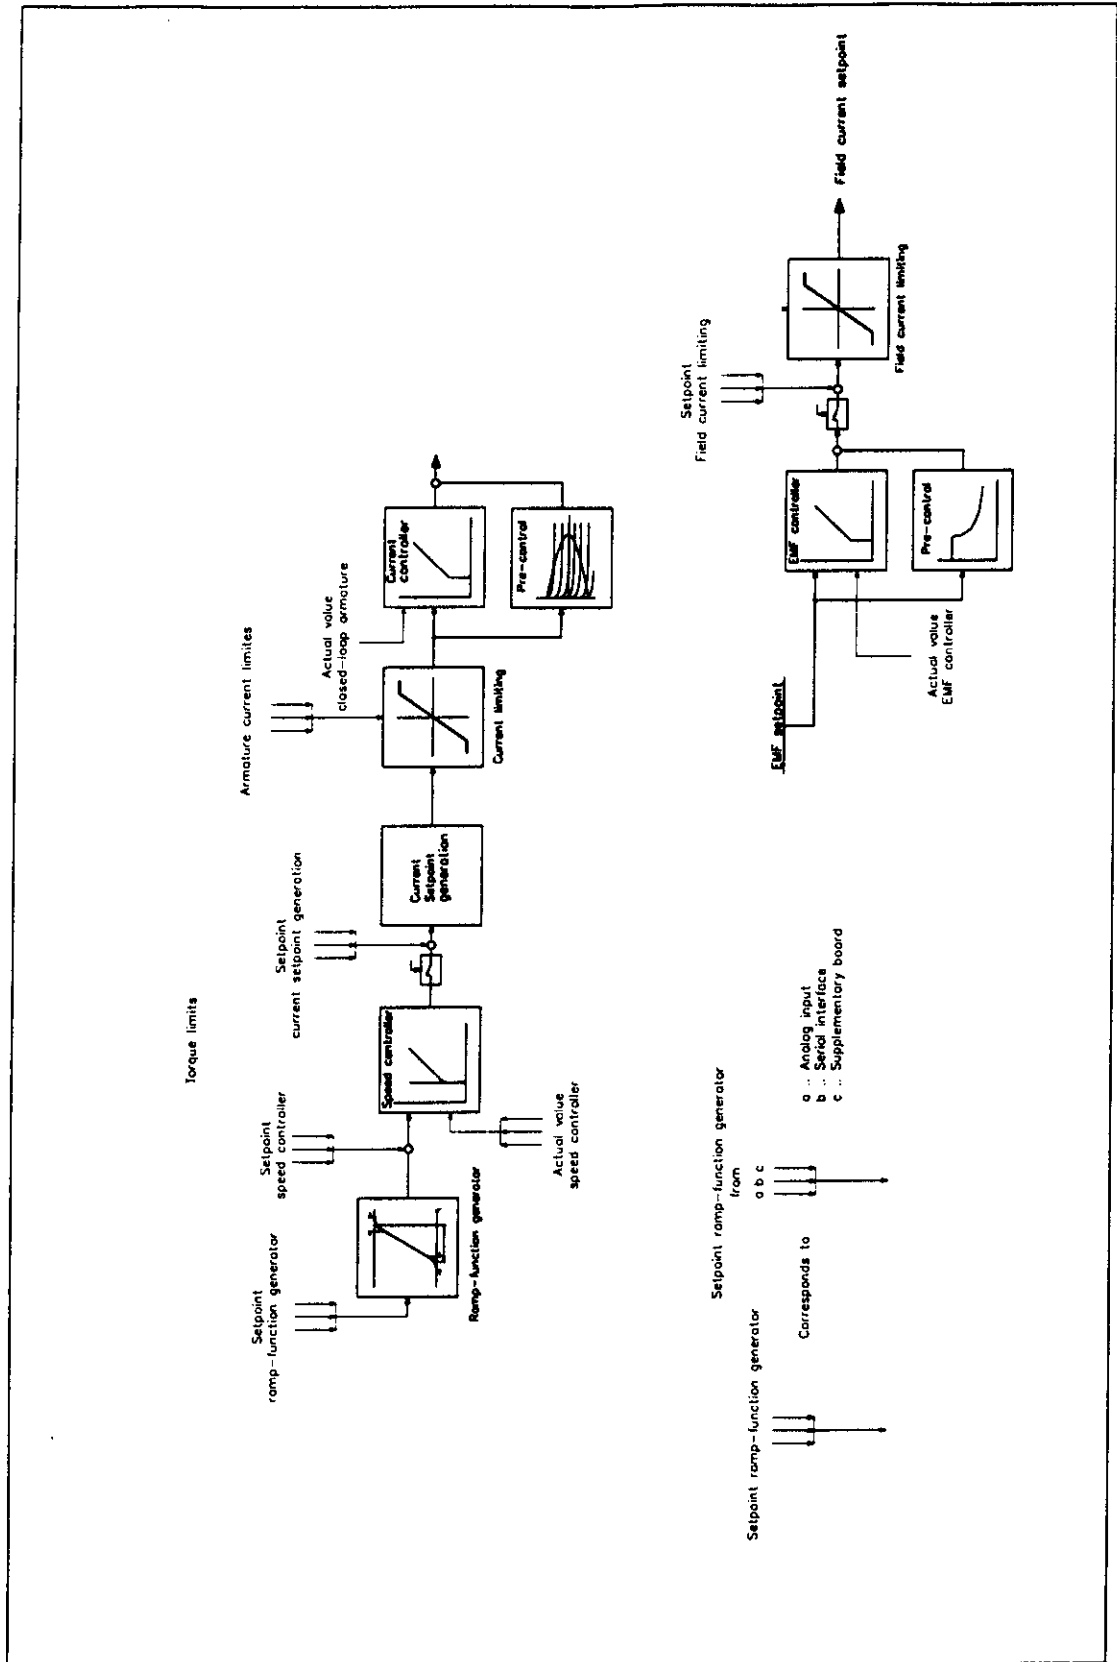 Torque limits
Setpoint
ramp-function generator
Ramp-function generator
Setpoint
speed controller
Actual value
speed controller
Speed controller
Setpoint
current setpoint generation
Current
Setpoint
generation
Armature current limites
Current limiting
Actual value
closed-loop armature
Current
controller
Pre-control
EMF setpoint
Actual value
EMF controller
EMF controller
Pre-control
Setpoint
Field current limiting
Field current limiting
Field current setpoint
Setpoint ramp-function generator
Corresponds to
Setpoint ramp-function generator
from
a b c
a .. Analog input
b .. Serial interface
c .. Supplementary board